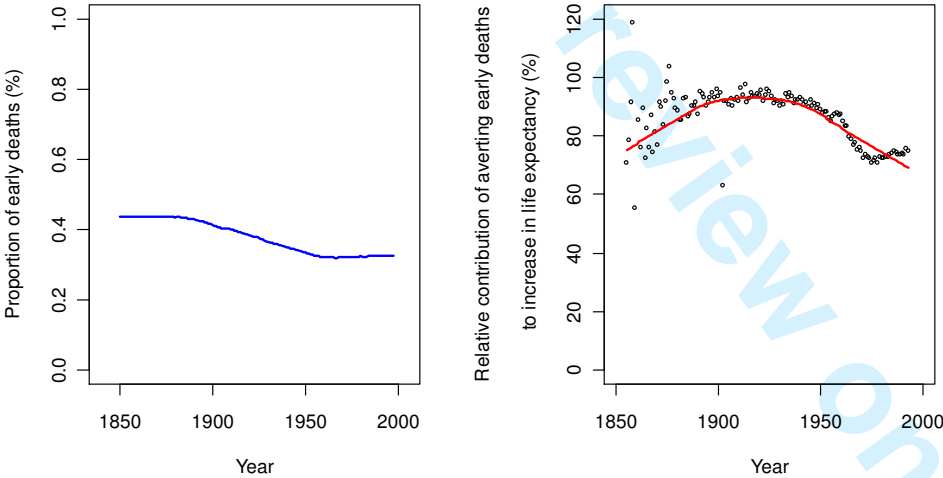 Proportion of early deaths (%)
1.0
0.8
0.6
0.4
0.2
0.0
1850 1900 1950 2000
Year
Relative contribution of averting early deaths
to increase in life expectancy (%)
120
100
80
60
40
20
0
1850 1900 1950 2000
Year
review on